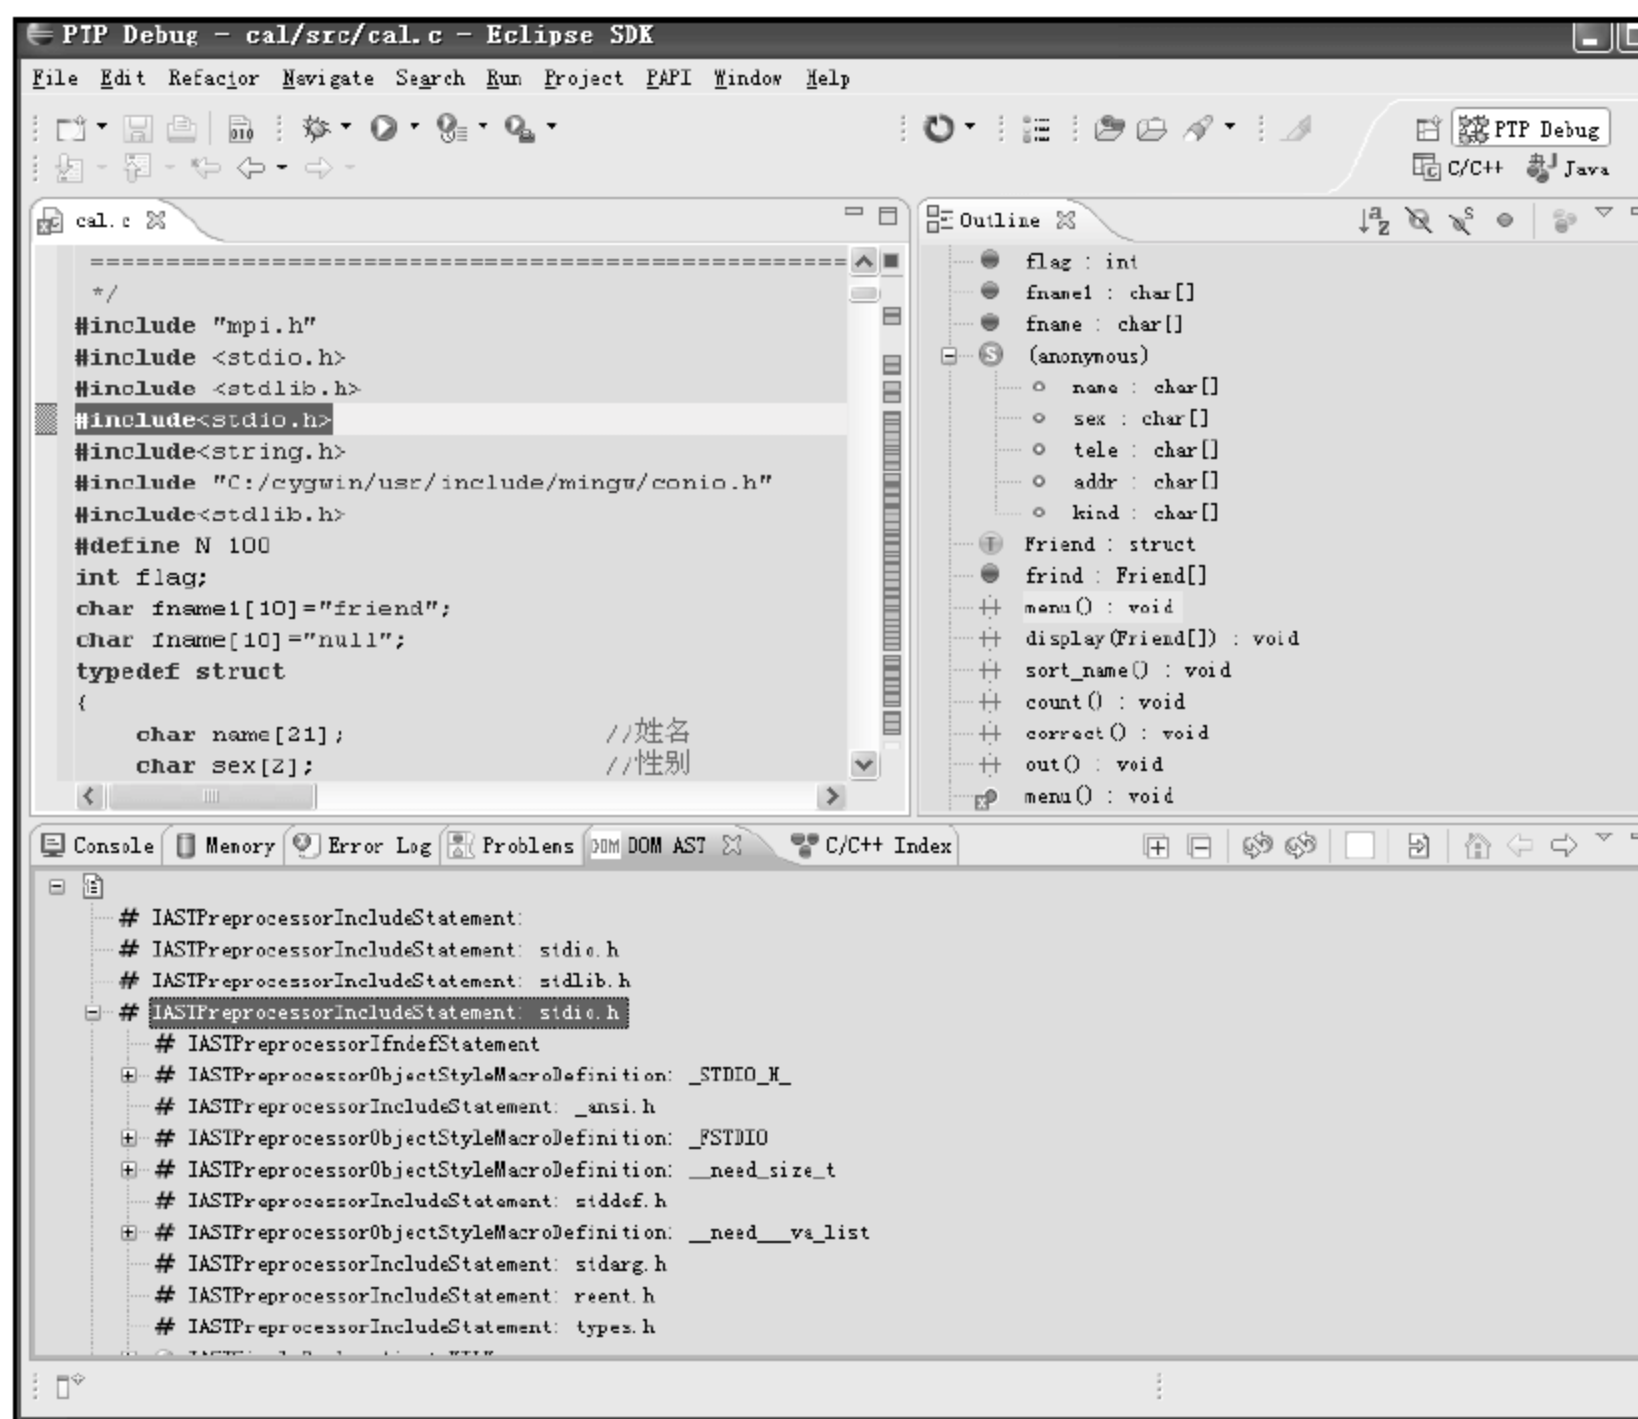 PTP Debug - cal/src/cal.c - Eclipse SDK
File Edit Refactor Navigate Search Run Project PAPI Window Help
010
PTP Debug
C/C++ Java
cal.c
*/
#include "mpi.h"
#include <stdio.h>
#include <stdlib.h>
#include<stdio.h>
#include<string.h>
#include "C:/cygwin/usr/include/mingw/conio.h"
#include<stdlib.h>
#define N 100
int flag;
char fname1[10]="friend";
char fname[10]="null";
typedef struct
{
char name[21]; //姓名
char sex[2]; //性别
Outline
flag : int
fname1 : char[]
fname : char[]
(anonymous)
name : char[]
sex : char[]
tele : char[]
addr : char[]
kind : char[]
Friend : struct
frind : Friend[]
menu() : void
display(Friend[]) : void
sort_name() : void
count() : void
correct() : void
out() : void
menu() : void
Console Memory Error Log Problems DOM DOM AST C/C++ Index
# IASTPreprocessorIncludeStatement:
# IASTPreprocessorIncludeStatement: stdio.h
# IASTPreprocessorIncludeStatement: stdlib.h
# IASTPreprocessorIncludeStatement: stdio.h
# IASTPreprocessorIfndefStatement
# IASTPreprocessorObjectStyleMacroDefinition: _STDIO_H_
# IASTPreprocessorIncludeStatement: _ansi.h
# IASTPreprocessorObjectStyleMacroDefinition: _FSTDIO
# IASTPreprocessorObjectStyleMacroDefinition: __need_size_t
# IASTPreprocessorIncludeStatement: stddef.h
# IASTPreprocessorObjectStyleMacroDefinition: __need___va_list
# IASTPreprocessorIncludeStatement: stdarg.h
# IASTPreprocessorIncludeStatement: reent.h
# IASTPreprocessorIncludeStatement: types.h